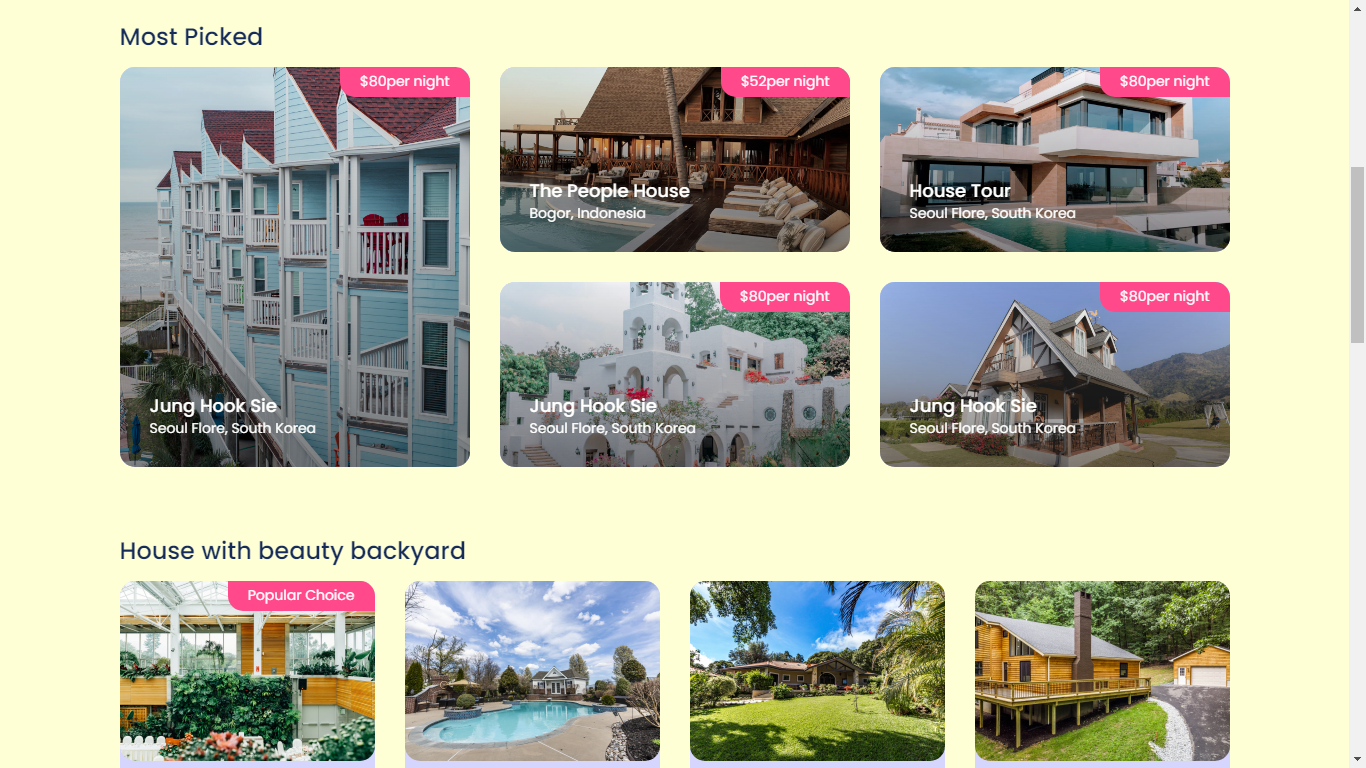 Most Picked
$80per night
Jung Hook Sie
Seoul Flore, South Korea
$52per night
The People House
Bogor, Indonesia
$80per night
House Tour
Seoul Flore, South Korea
$80per night
Jung Hook Sie
Seoul Flore, South Korea
$80per night
Jung Hook Sie
Seoul Flore, South Korea
House with beauty backyard
Popular Choice